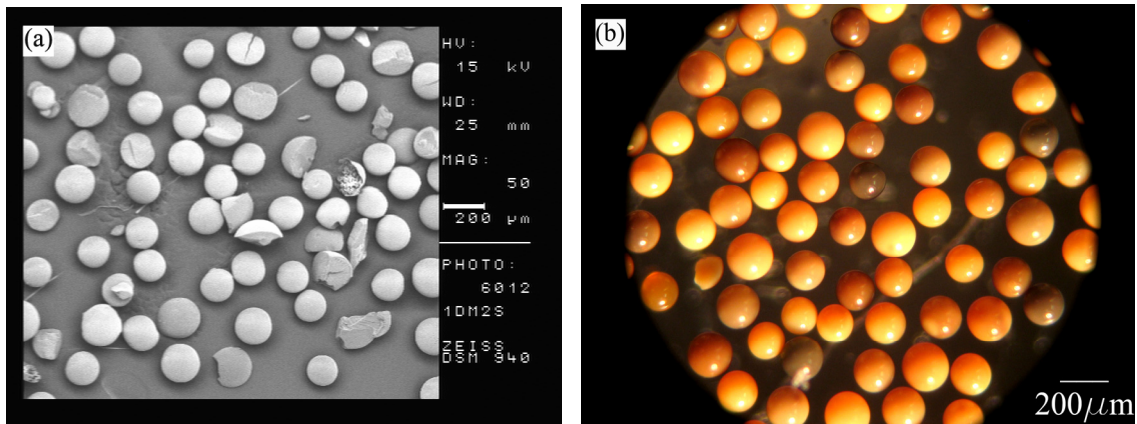 (a)
HV:
15 kV
WD:
25 mm
MAG:
50
200 µm
PHOTO:
6012
1DM2S
ZEISS
DSM 940
(b)
200µm